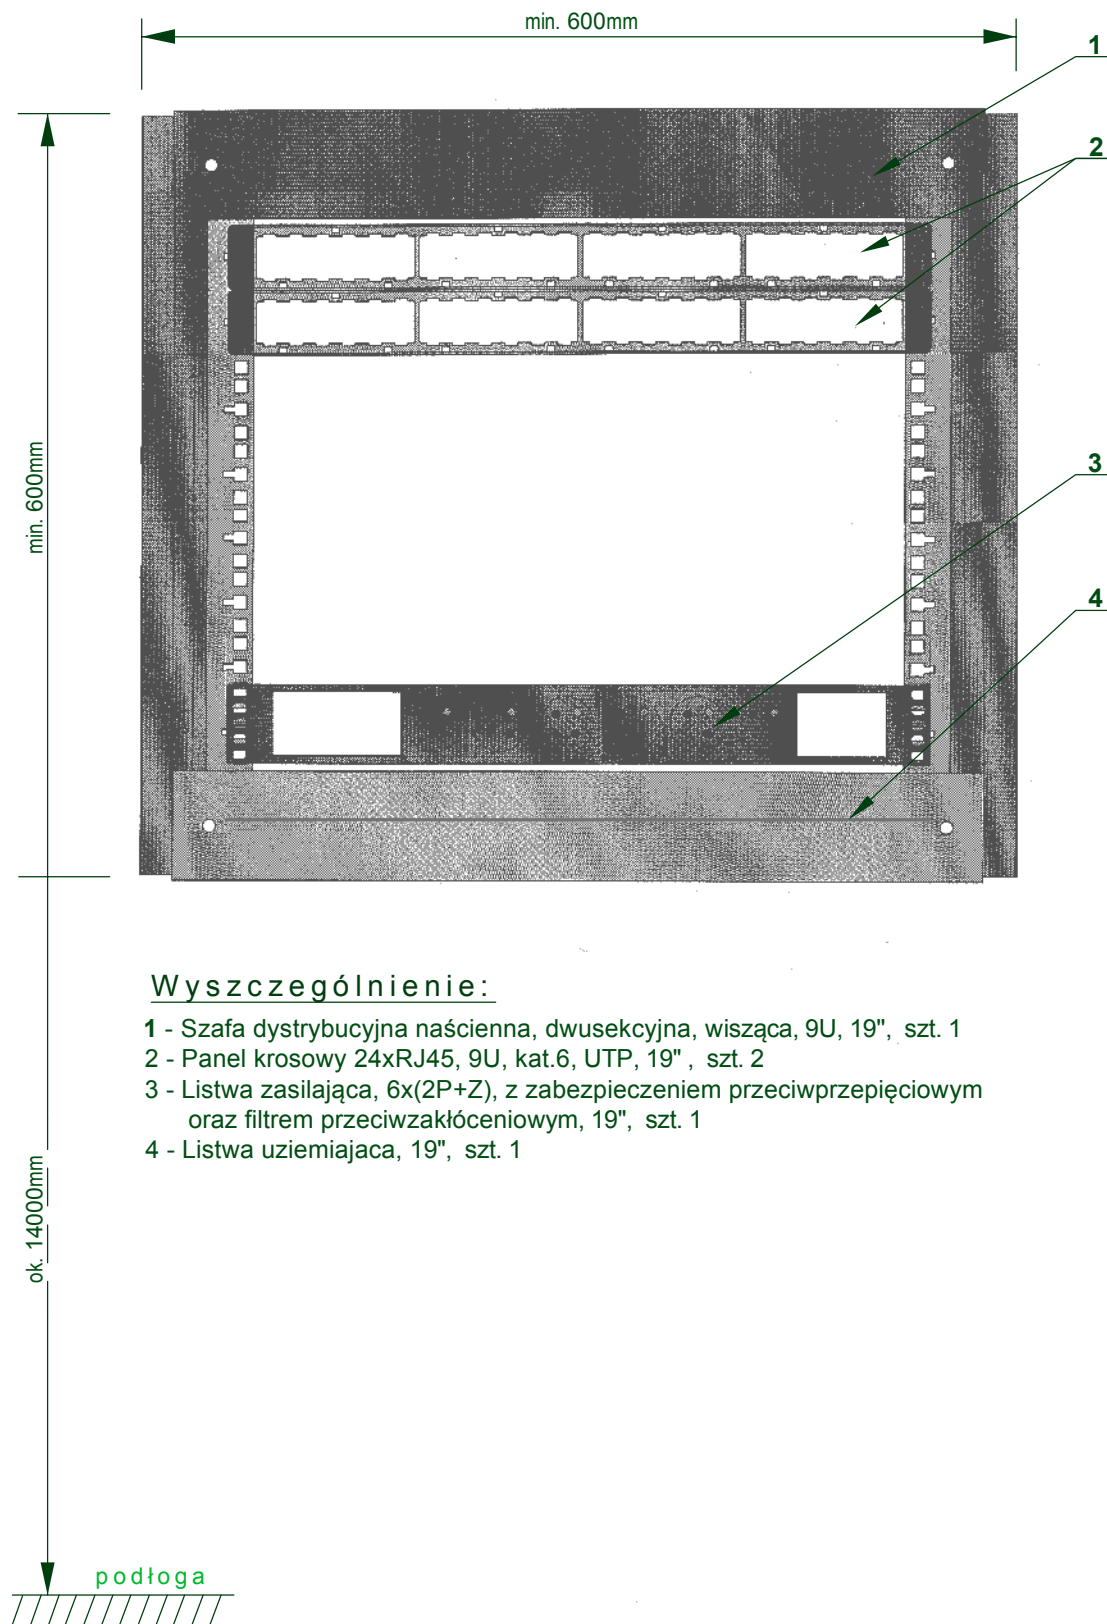 min. 600mm
1
2
min. 600mm
3
4
Wyszczególnienie:
1 - Szafa dystrybucyjna naścienna, dwusekcyjna, wisząca, 9U, 19", szt. 1
2 - Panel krosowy 24xRJ45, 9U, kat.6, UTP, 19" , szt. 2
3 - Listwa zasilająca, 6x(2P+Z), z zabezpieczeniem przeciwprzepięciowym
oraz filtrem przeciwzakłóceniowym, 19", szt. 1
4 - Listwa uziemiajaca, 19", szt. 1
ok. 14000mm
podłoga